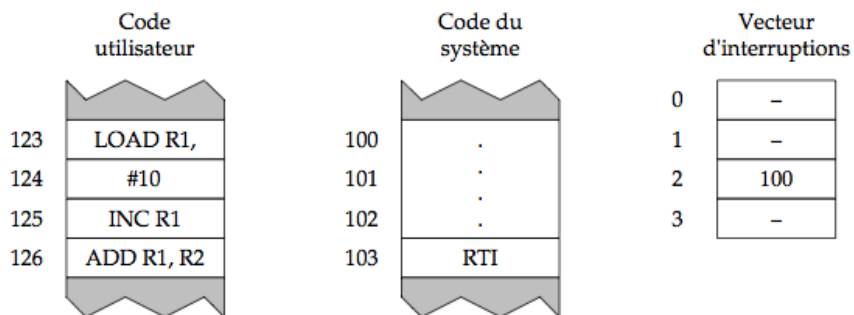 Code
utilisateur
Code du
système
Vecteur
d'interruptions
123 LOAD R1,
124 #10
125 INC R1
126 ADD R1, R2
100 .
101 .
102 .
.
103 RTI
0 –
1 –
2 100
3 –